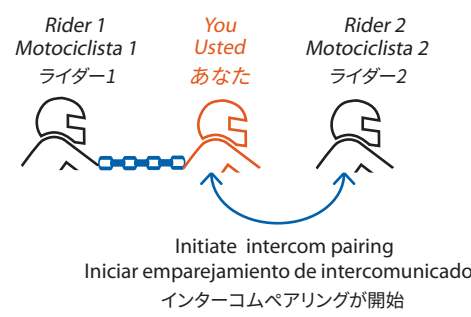 Rider 1
Motociclista 1
ライダー1
You
Usted
あなた
Rider 2
Motociclista 2
ライダー2
Initiate intercom pairing
Iniciar emparejamiento de intercomunicado
インターコムペアリングが開始